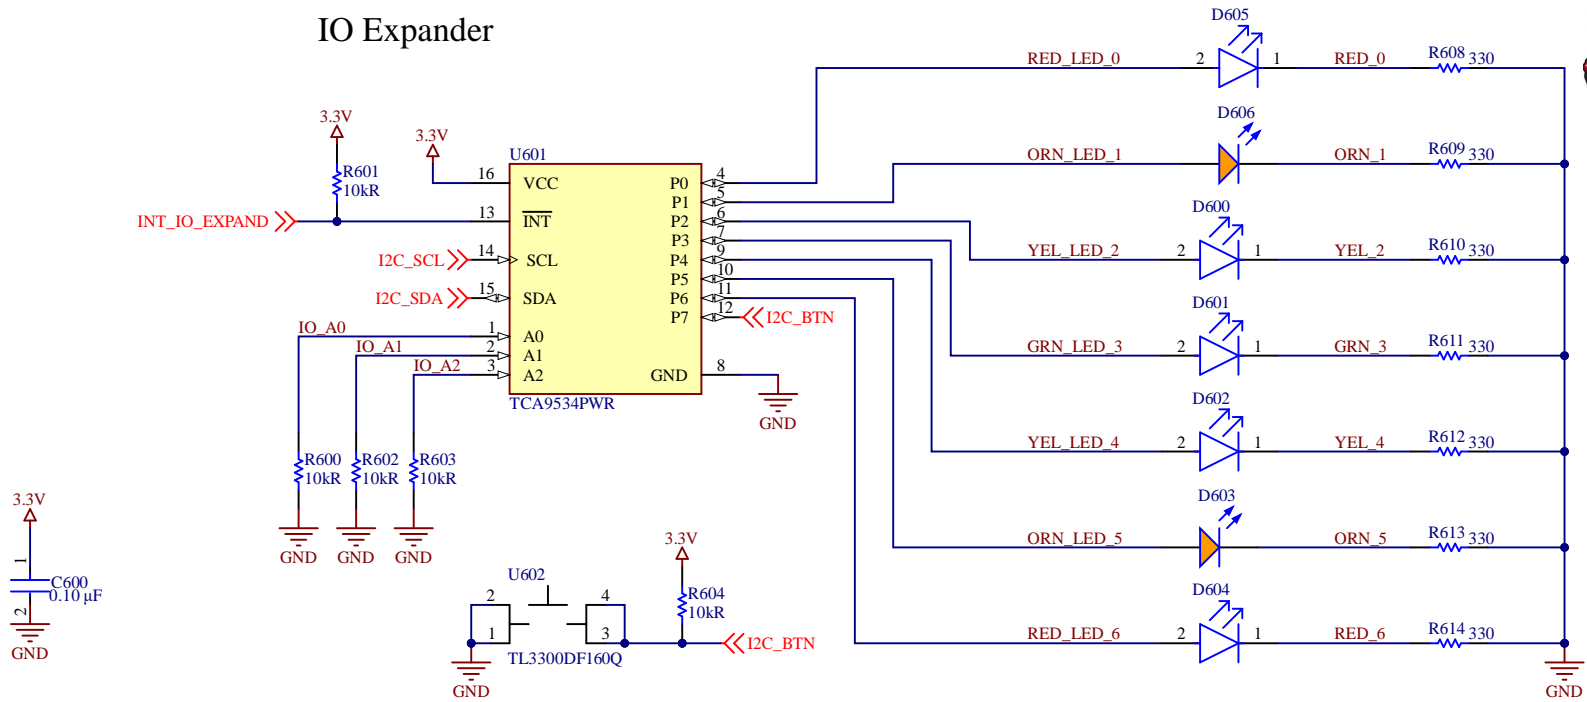 IO Expander
D605
RED_LED_0 2 1 RED_0 R608 330
D606
ORN_LED_1 ORN_1 R609 330
D600
YEL_LED_2 2 1 YEL_2 R610 330
D601
GRN_LED_3 2 1 GRN_3 R611 330
D602
YEL_LED_4 2 1 YEL_4 R612 330
D603
ORN_LED_5 ORN_5 R613 330
D604
RED_LED_6 2 1 RED_6 R614 330
GND
3.3V
R601
10kR
3.3V
U601
16 VCC
INT_IO_EXPAND 13 INT
I2C_SCL 14 SCL
I2C_SDA 15 SDA
IO_A0 1 A0
IO_A1 2 A1
IO_A2 3 A2
P0 4
P1 5
P2 6
P3 7
P4 9
P5 10
P6 11
P7 12 I2C_BTN
GND 8
GND
TCA9534PWR
R600
10kR
R602
10kR
R603
10kR
GND
GND
GND
3.3V
1
C600
0.10 µF
2
GND
3.3V
U602
R604
10kR
2 4
1 3
I2C_BTN
TL3300DF160Q
GND